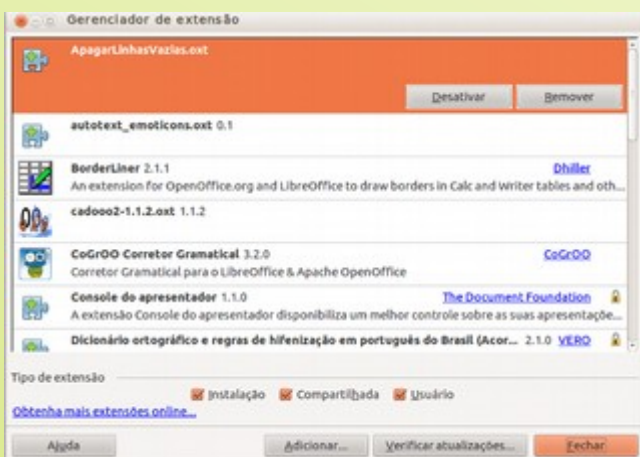 Gerenciador de extensão
ApagarLinhasVazias.oxt
Desativar Remover
autotext_emoticons.oxt 0.1
BorderLiner 2.1.1 Dhiller
An extension for OpenOffice.org and LibreOffice to draw borders in Calc and Writer tables and oth...
cadooo2-1.1.2.oxt 1.1.2
CoGrOO Corretor Gramatical 3.2.0 CoGrOO
Corretor Gramatical para o LibreOffice & Apache OpenOffice
Console do apresentador 1.1.0 The Document Foundation
A extensão Console do apresentador disponibiliza um melhor controle sobre as suas apresentaçõe...
Dicionário ortográfico e regras de hifenização em português do Brasil (Acor... 2.1.0 VERO
Tipo de extensão
Instalação Compartilhada Usuário
Obtenha mais extensões online...
Ajuda Adicionar... Verificar atualizações... Fechar